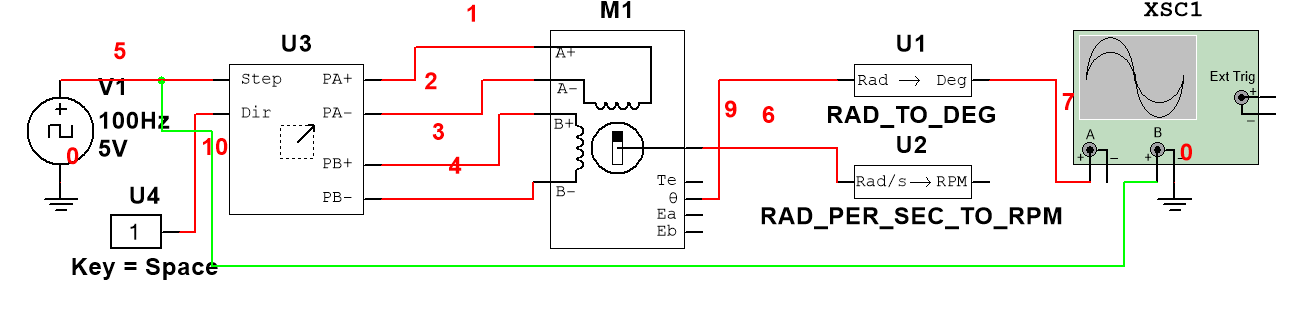 XSC1
M1
1
U3
U1
5
Step
PA+
2
A+
Rad → Deg
Ext Trig
+
−
V1
A-
7
100Hz
5V
+
Dir
PA-
3
B+
9
6
RAD_TO_DEG
U2
A
B
0
10
0
+
−
+
PB+
4
Te
Rad/s → RPM
U4
PB-
B-
θ
RAD_PER_SEC_TO_RPM
Ea
1
Eb
Key = Space